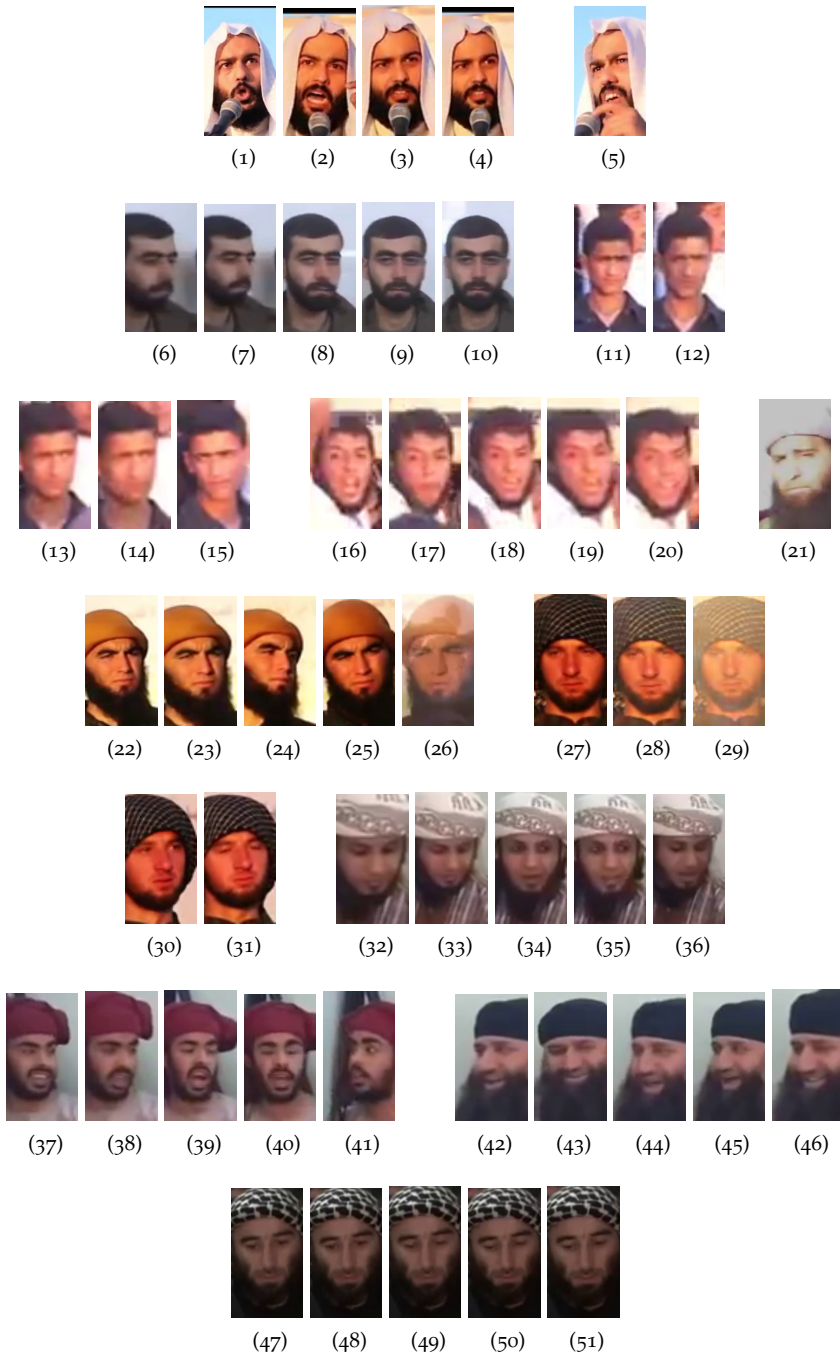 (1) (2) (3) (4) (5)
(6) (7) (8) (9) (10) (11) (12)
(13) (14) (15) (16) (17) (18) (19) (20) (21)
(22) (23) (24) (25) (26) (27) (28) (29)
(30) (31) (32) (33) (34) (35) (36)
(37) (38) (39) (40) (41) (42) (43) (44) (45) (46)
(47) (48) (49) (50) (51)